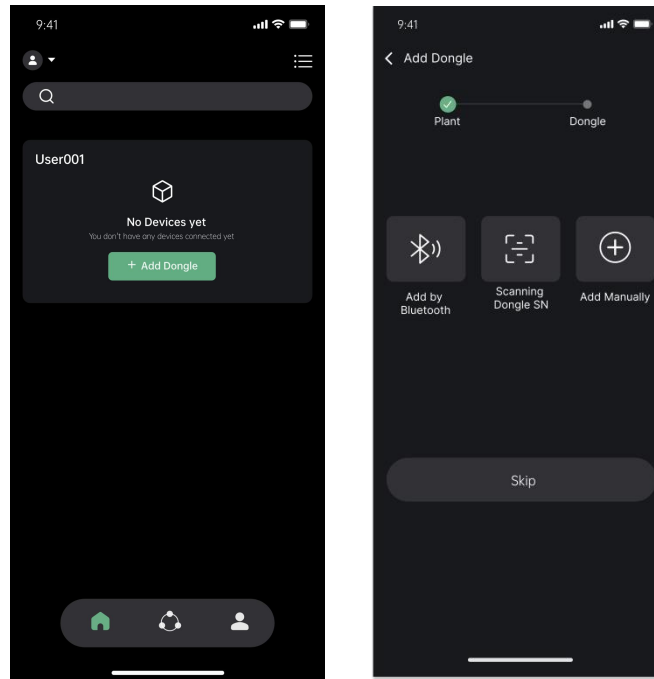 9:41
User001
No Devices yet
You don't have any devices connected yet
+ Add Dongle
9:41
Add Dongle
Plant
Dongle
Add by
Bluetooth
Scanning
Dongle SN
Add Manually
Skip